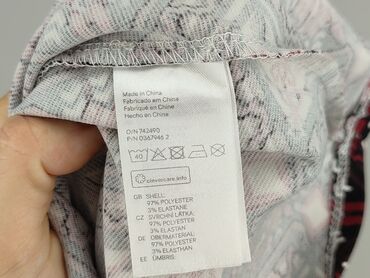 Made in China
Fabricado em China
Fabriqué en Chine
Hecho en China
O/N 742490
P/N 0367946 2
40
clevercare.info
GB SHELL:
97% POLYESTER
3% ELASTANE
CZ SVRCHNÍ LÁTKA:
97% POLYESTER
3% ELASTAN
DE OBERMATERIAL:
97% POLYESTER
3% ELASTHAN
EE ÜMBRIS: